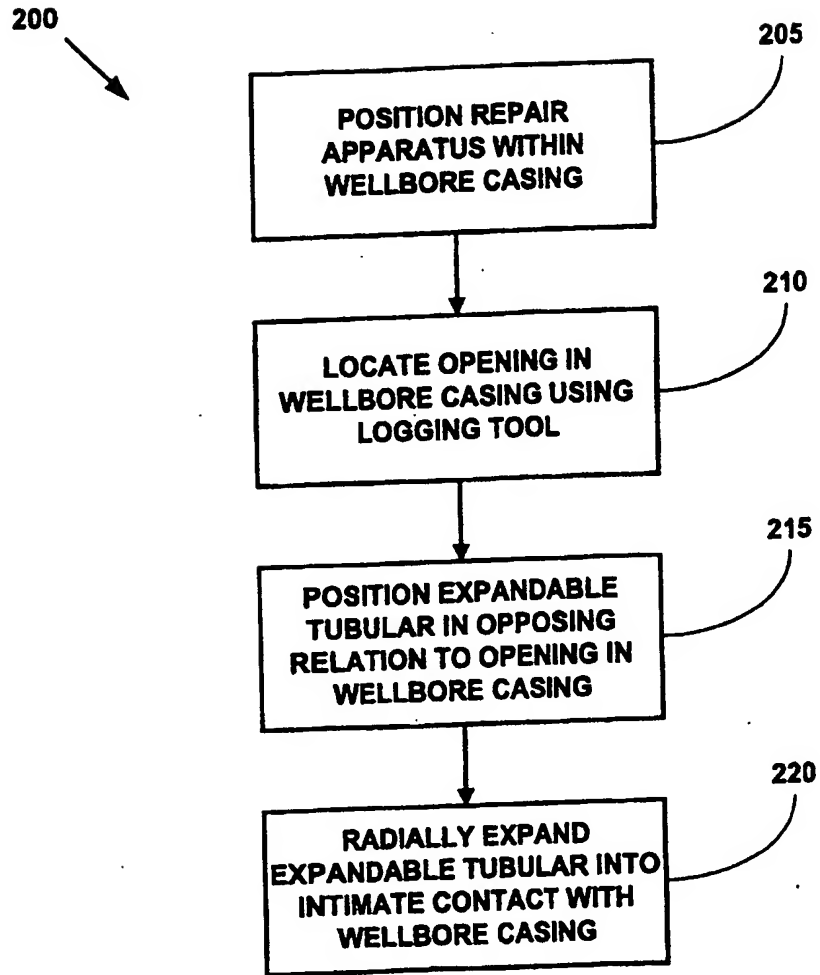 200
205
POSITION REPAIR
APPARATUS WITHIN
WELLBORE CASING
210
LOCATE OPENING IN
WELLBORE CASING USING
LOGGING TOOL
215
POSITION EXPANDABLE
TUBULAR IN OPPOSING
RELATION TO OPENING IN
WELLBORE CASING
220
RADIALLY EXPAND
EXPANDABLE TUBULAR INTO
INTIMATE CONTACT WITH
WELLBORE CASING